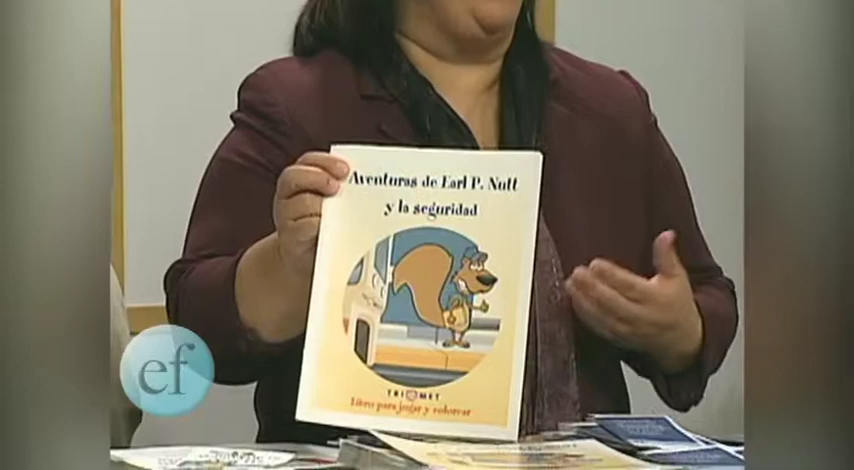 Aventuras de Earl P. Nutt
y la seguridad
TRI MET
Libro para jugar y colorear
ef